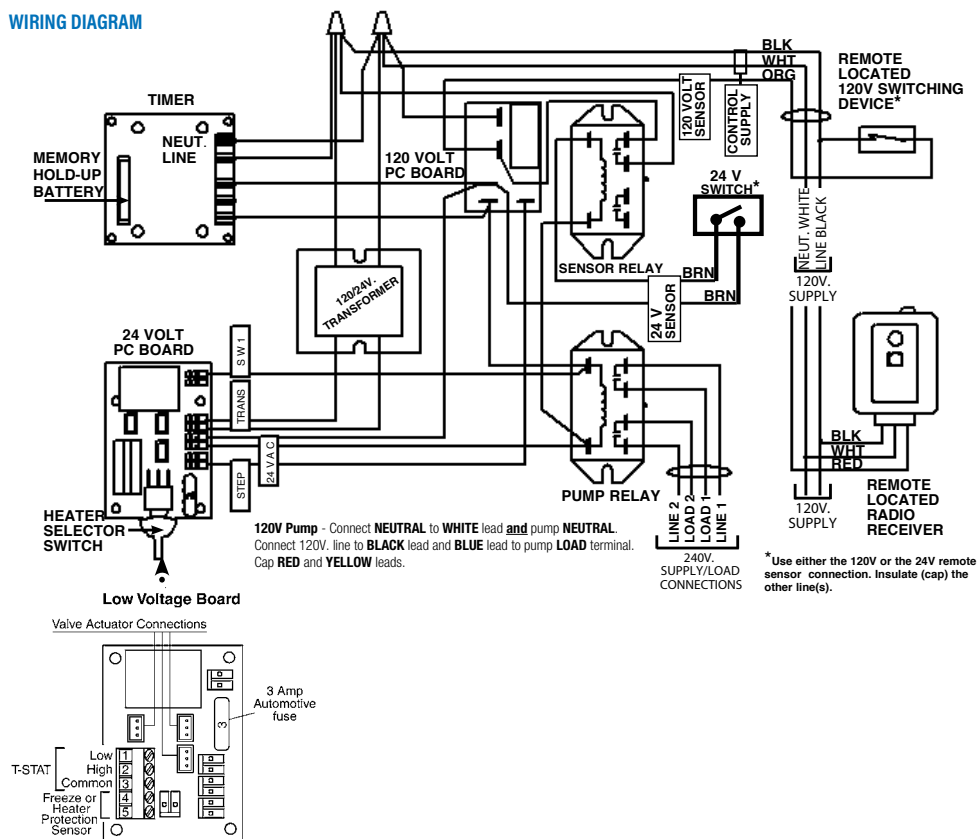 WIRING DIAGRAM
BLK
WHT
ORG
REMOTE
LOCATED
120V SWITCHING
DEVICE*
TIMER
NEUT.
LINE
MEMORY
HOLD-UP
BATTERY
120 VOLT
PC BOARD
120 VOLT
SENSOR
CONTROL
SUPPLY
24 V
SWITCH*
NEUT. WHITE
LINE BLACK
SENSOR RELAY
BRN
BRN
24 V
SENSOR
120V.
SUPPLY
120/24V.
TRANSFORMER
24 VOLT
PC BOARD
S W 1
TRANS
24 V A C
STEP
PUMP RELAY
BLK
WHT
RED
REMOTE
LOCATED
RADIO
RECEIVER
120V.
SUPPLY
HEATER
SELECTOR
SWITCH
LINE 2
LOAD 2
LOAD 1
LINE 1
240V.
SUPPLY/LOAD
CONNECTIONS
120V Pump - Connect NEUTRAL to WHITE lead and pump NEUTRAL.
Connect 120V. line to BLACK lead and BLUE lead to pump LOAD terminal.
Cap RED and YELLOW leads.
*Use either the 120V or the 24V remote
sensor connection. Insulate (cap) the
other line(s).
Low Voltage Board
Valve Actuator Connections
3 Amp
Automotive
fuse
3
T-STAT
Low 1
High 2
Common 3
Freeze or
Heater
Protection
Sensor
4
5